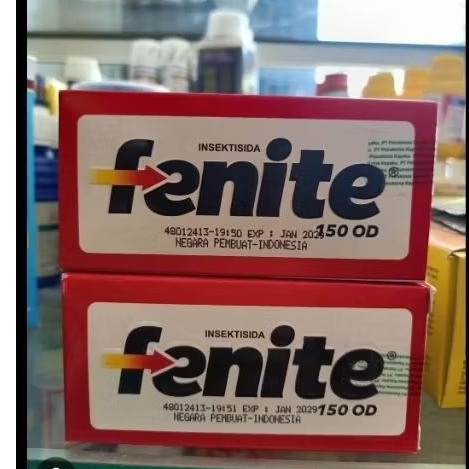 INSEKTISIDA
fenite®
48012413-19:50 EXP : JAN 2029
150 OD
NEGARA PEMBUAT-INDONESIA
INSEKTISIDA
fenite®
48012413-19:51 EXP : JAN 2029
150 OD
NEGARA PEMBUAT-INDONESIA